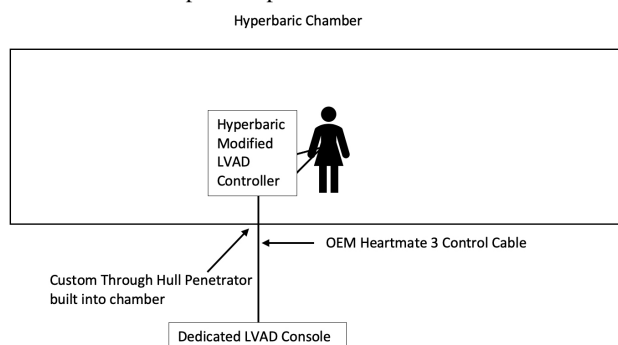 Hyperbaric Chamber
Hyperbaric
Modified
LVAD
Controller
OEM Heartmate 3 Control Cable
Custom Through Hull Penetrator
built into chamber
Dedicated LVAD Console